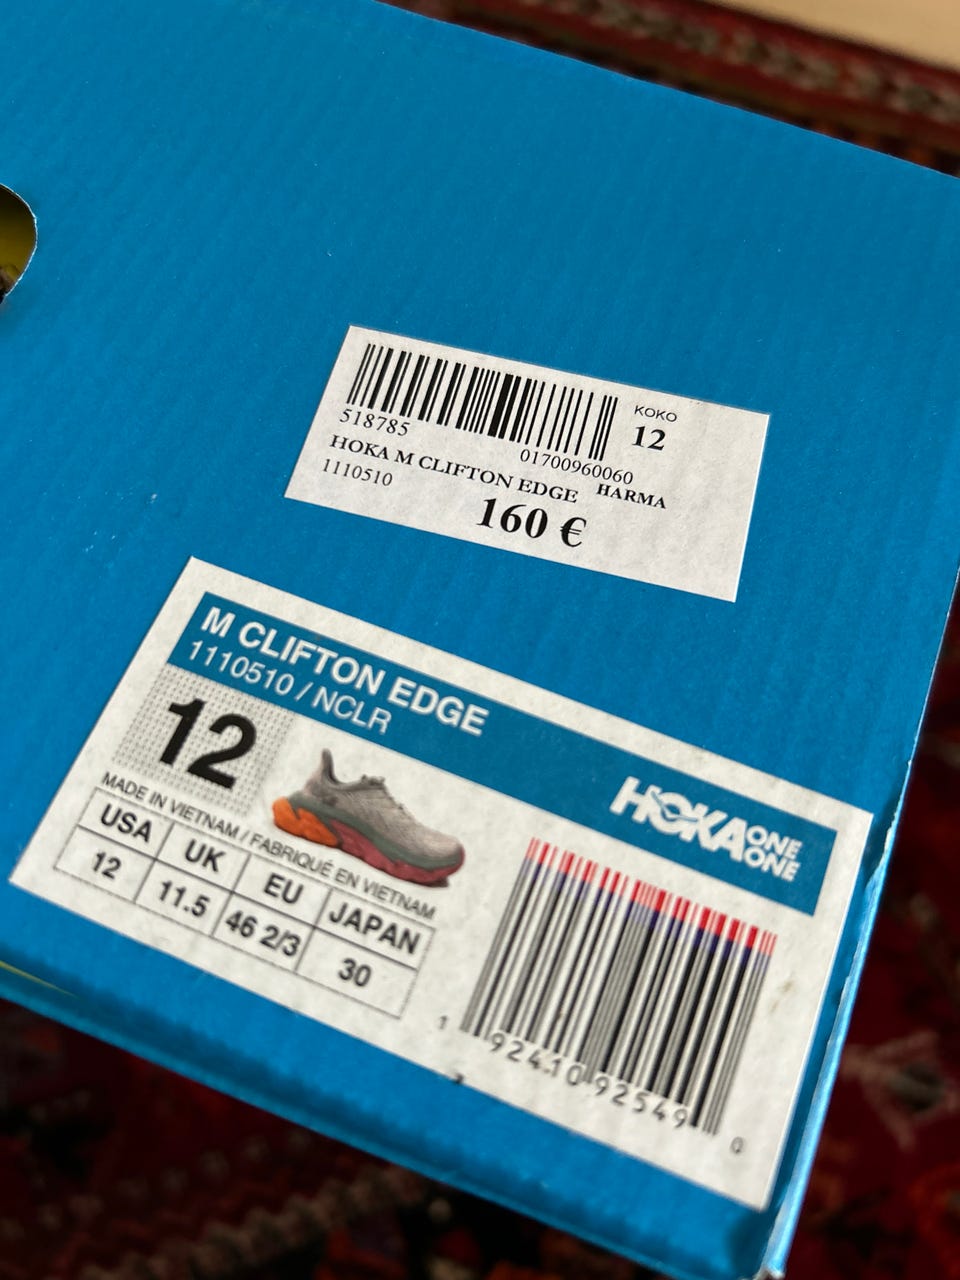 518785
01700960060
KOKO
12
HOKA M CLIFTON EDGE HARMA
1110510
160 €
M CLIFTON EDGE
1110510 / NCLR
HOKA ONE ONE
12
MADE IN VIETNAM / FABRIQUÉ EN VIETNAM
USA UK EU JAPAN
12 11.5 46 2/3 30
1 92410 92549 0